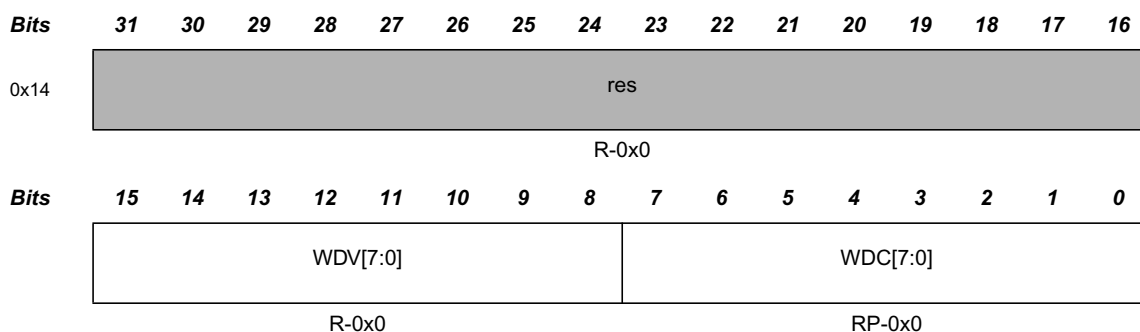 Bits 31 30 29 28 27 26 25 24 23 22 21 20 19 18 17 16
0x14 res
R-0x0
Bits 15 14 13 12 11 10 9 8 7 6 5 4 3 2 1 0
WDV[7:0] WDC[7:0]
R-0x0 RP-0x0